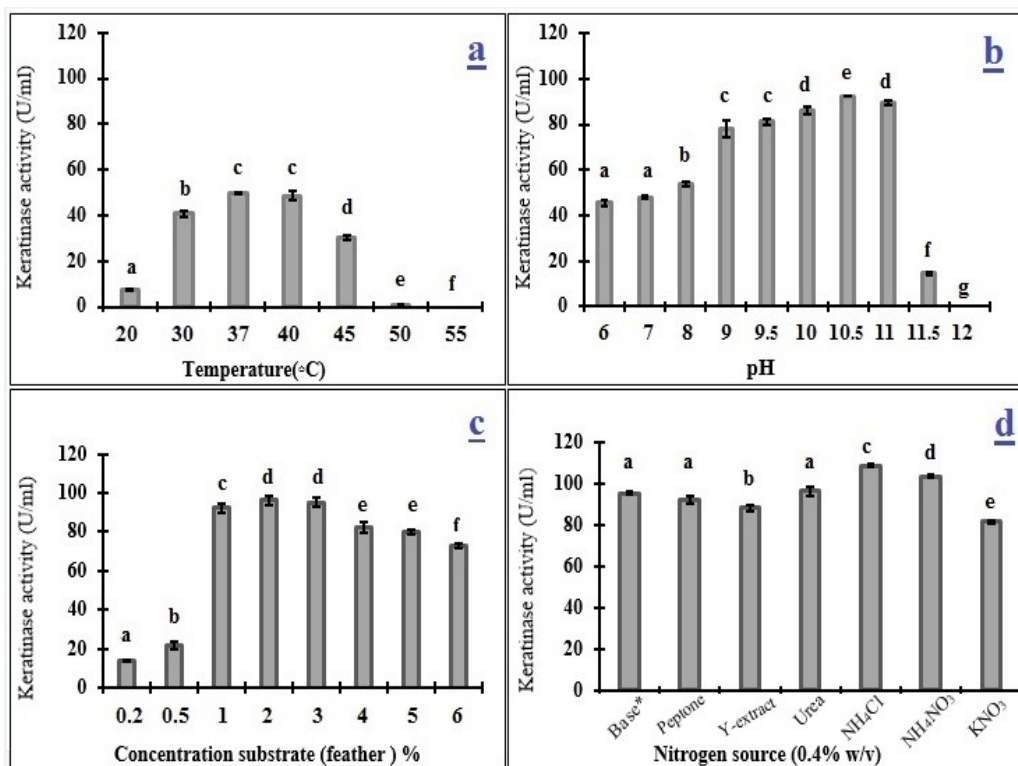 a
Keratinase activity (U/ml)
120
100
80
60
40
20
0
a b c c d e f
20 30 37 40 45 50 55
Temperature(◦C)
b
Keratinase activity (U/ml)
120
100
80
60
40
20
0
a a b c c d e d f g
6 7 8 9 9.5 10 10.5 11 11.5 12
pH
c
Keratinase activity (U/ml)
120
100
80
60
40
20
0
a b c d d e e f
0.2 0.5 1 2 3 4 5 6
Concentration substrate (feather ) %
d
Keratinase activity (U/ml)
120
100
80
60
40
20
0
a a b a c d e
Base* Peptone Y-extract Urea NH₄Cl NH₄NO₃ KNO₃
Nitrogen source (0.4% w/v)